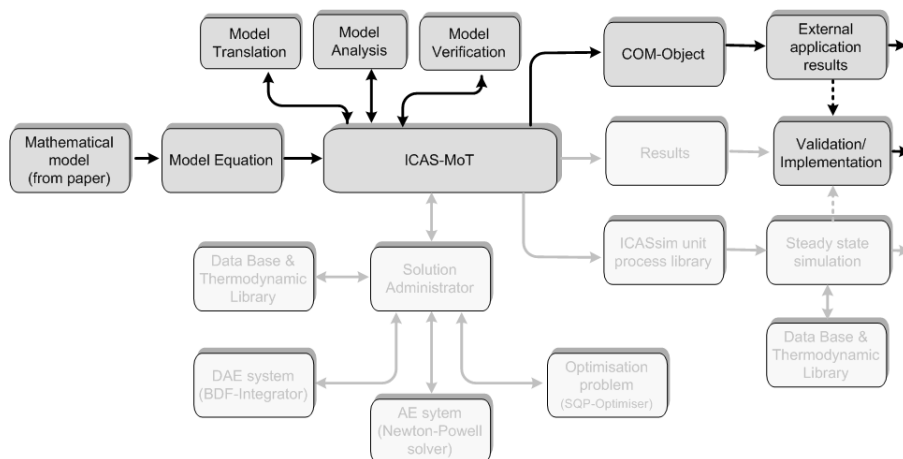 Model
Translation
Model
Analysis
Model
Verification
COM-Object
External
application
results
Mathematical
model
(from paper)
Model Equation
ICAS-MoT
Results
Validation/
Implementation
Data Base &
Thermodynamic
Library
Solution
Administrator
ICASsim unit
process library
Steady state
simulation
DAE system
(BDF-Integrator)
AE sytem
(Newton-Powell
solver)
Optimisation
problem
(SQP-Optimiser)
Data Base &
Thermodynamic
Library